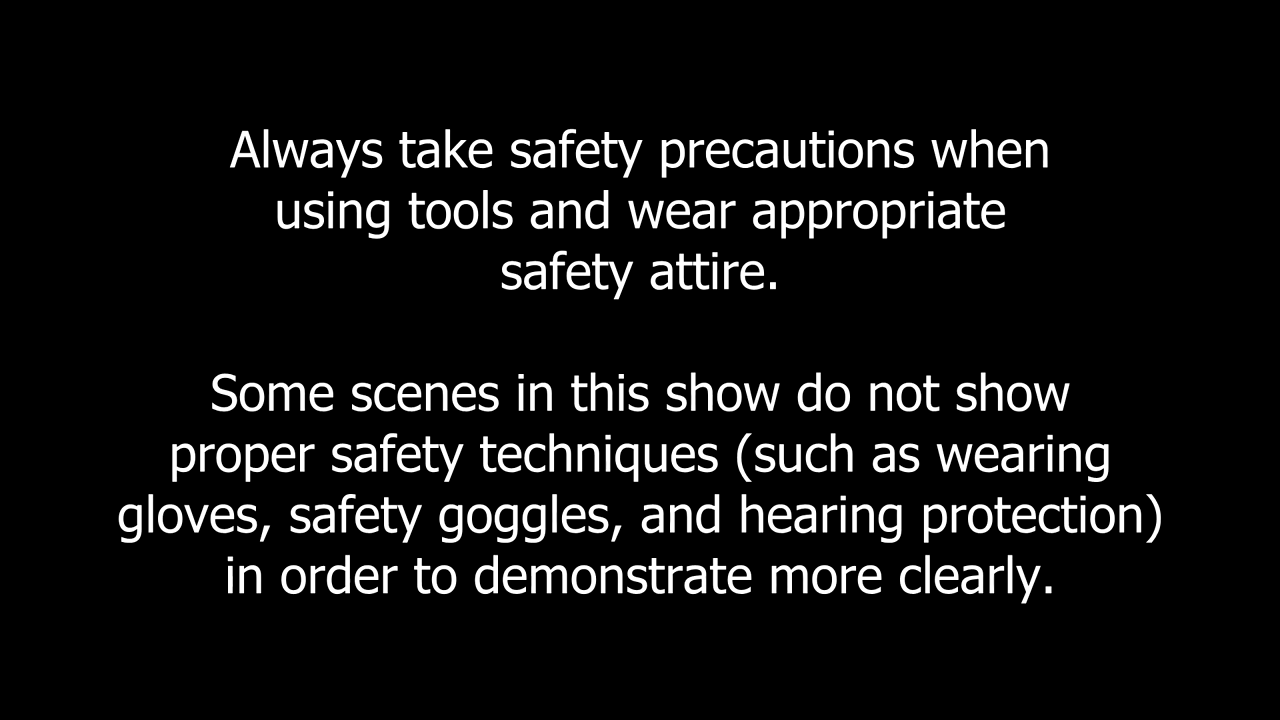 Always take safety precautions when
using tools and wear appropriate
safety attire.
Some scenes in this show do not show
proper safety techniques (such as wearing
gloves, safety goggles, and hearing protection)
in order to demonstrate more clearly.